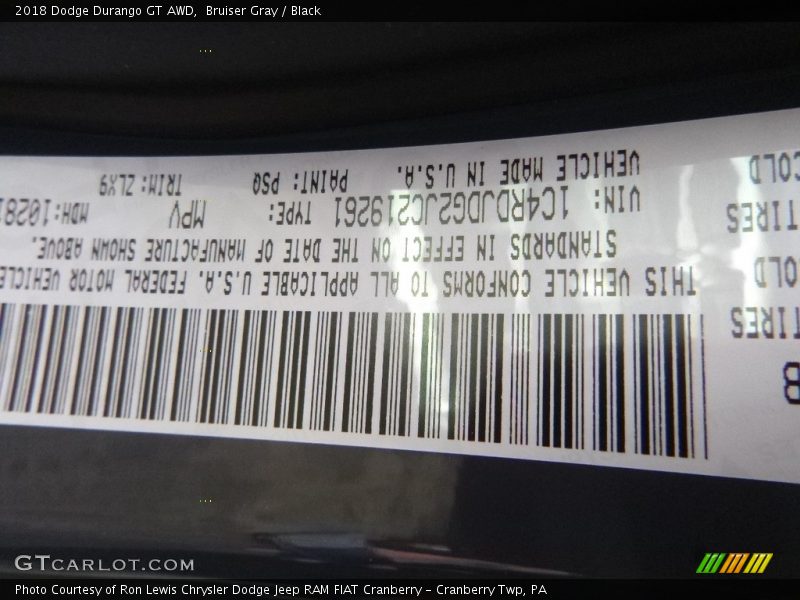 2018 Dodge Durango GT AWD,  Bruiser Gray / Black
B
TIRES
COLD
TIRES
COLD
THIS VEHICLE CONFORMS TO ALL APPLICABLE U.S.A. FEDERAL MOTOR VEHICLE
STANDARDS IN EFFECT ON THE DATE OF MANUFACTURE SHOWN ABOVE.
VIN: 1C4RDJDG2JC219261 TYPE: MPV MDH:10281
VEHICLE MADE IN U.S.A. PAINT: PSQ TRIM: ZLX9
GTCARLOT.COM
Photo Courtesy of Ron Lewis Chrysler Dodge Jeep RAM FIAT Cranberry – Cranberry Twp, PA